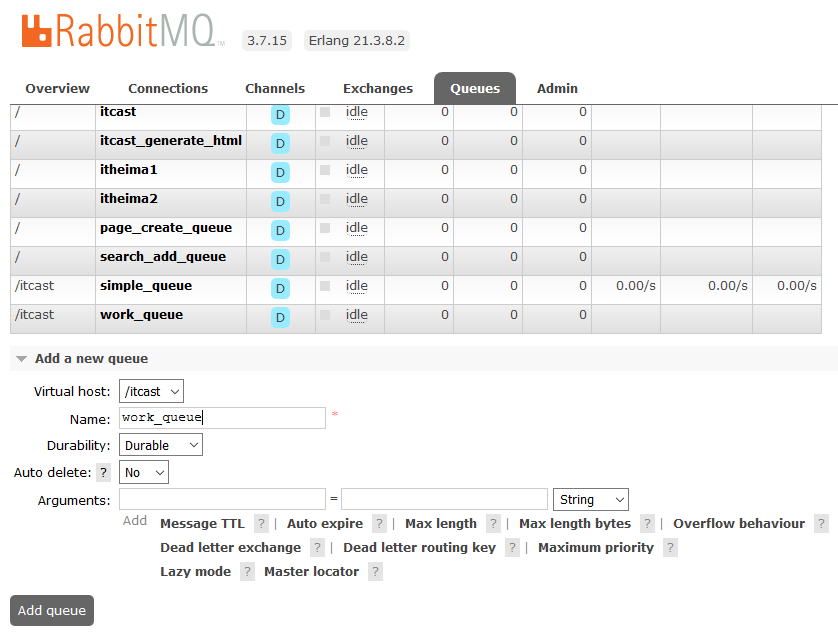 RabbitMQ TM 3.7.15 Erlang 21.3.8.2
Overview Connections Channels Exchanges Queues Admin
/ itcast D idle 0 0 0
/ itcast_generate_html D idle 0 0 0
/ itheima1 D idle 0 0 0
/ itheima2 D idle 0 0 0
/ page_create_queue D idle 0 0 0
/ search_add_queue D idle 0 0 0
/itcast simple_queue D idle 0 0 0 0.00/s 0.00/s 0.00/s
/itcast work_queue D idle 0 0 0
Add a new queue
Virtual host: /itcast
Name: work_queue *
Durability: Durable
Auto delete: ? No
Arguments: = String
Add Message TTL ? | Auto expire ? | Max length ? | Max length bytes ? | Overflow behaviour ?
Dead letter exchange ? | Dead letter routing key ? | Maximum priority ?
Lazy mode ? Master locator ?
Add queue